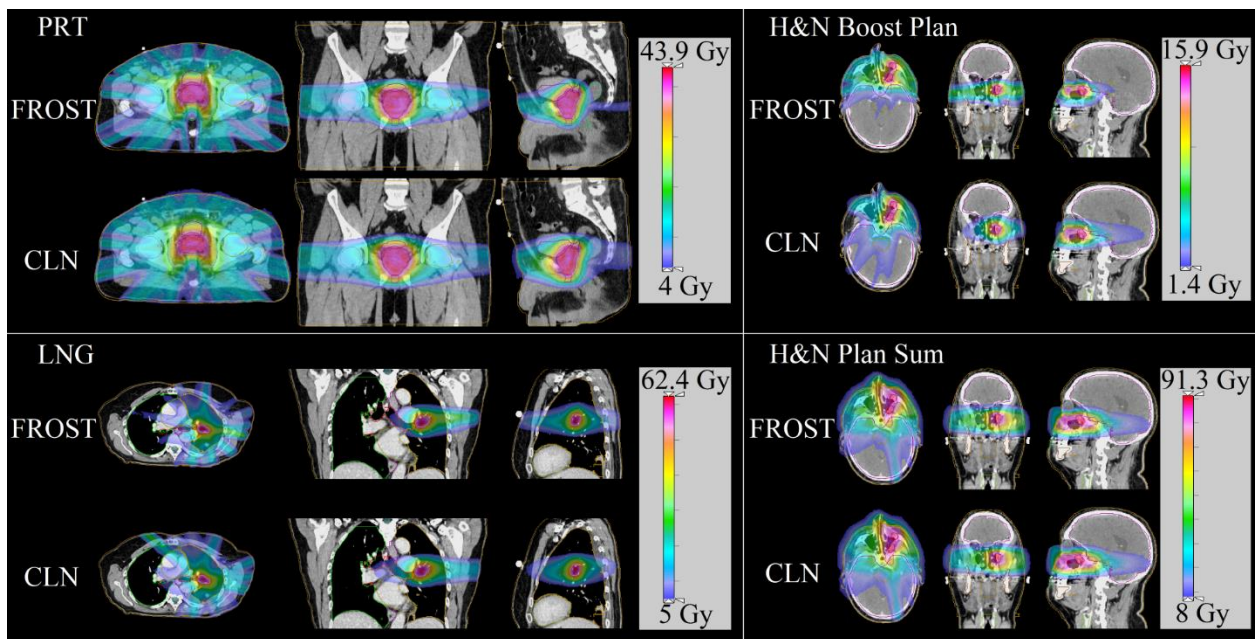 PRT
FROST
CLN
43.9 Gy
4 Gy
H&N Boost Plan
FROST
CLN
15.9 Gy
1.4 Gy
LNG
FROST
CLN
62.4 Gy
5 Gy
H&N Plan Sum
FROST
CLN
91.3 Gy
8 Gy